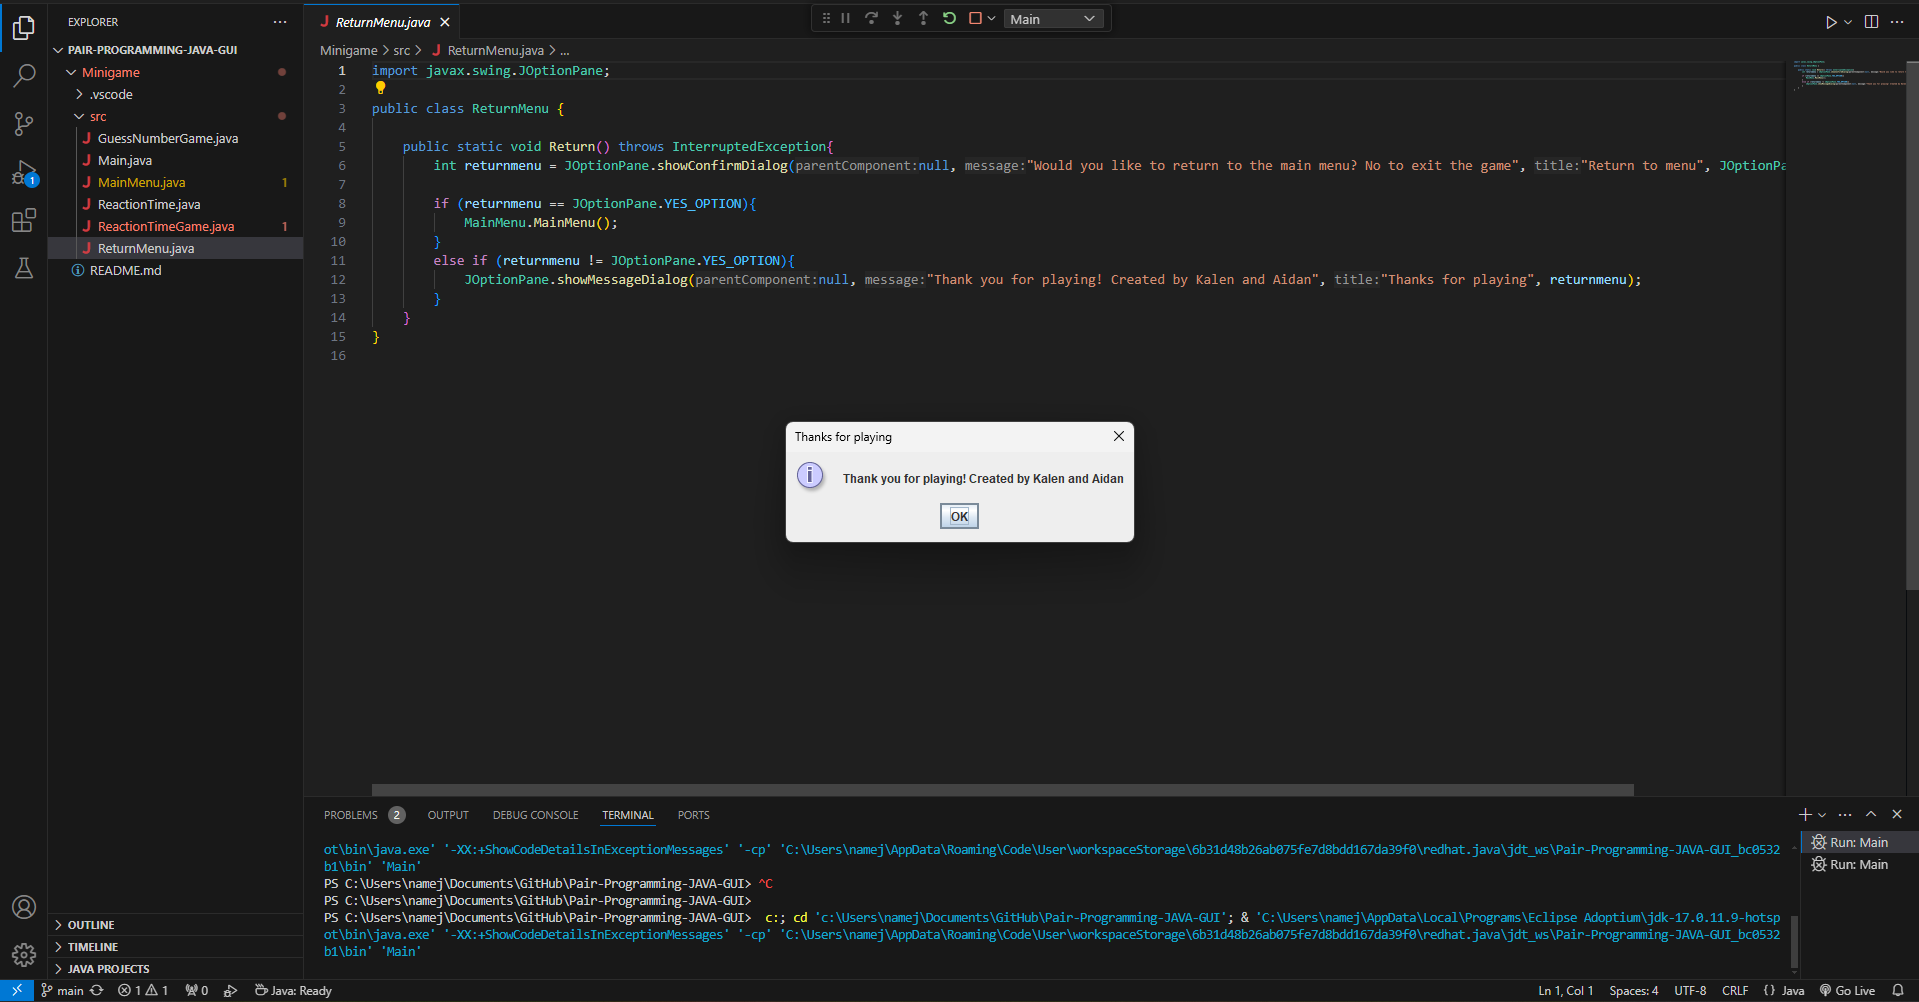 EXPLORER
PAIR-PROGRAMMING-JAVA-GUI
Minigame
.vscode
src
J GuessNumberGame.java
J Main.java
J MainMenu.java 1
J ReactionTime.java
J ReactionTimeGame.java 1
J ReturnMenu.java
README.md
OUTLINE
TIMELINE
JAVA PROJECTS
1
J ReturnMenu.java
Main
Minigame > src > J ReturnMenu.java > ...
1 import javax.swing.JOptionPane;
2
3 public class ReturnMenu {
4
5 public static void Return() throws InterruptedException{
6 int returnmenu = JOptionPane.showConfirmDialog(parentComponent:null, message:"Would you like to return to the main menu? No to exit the game", title:"Return to menu", JOptionPa
7
8 if (returnmenu == JOptionPane.YES_OPTION){
9 MainMenu.MainMenu();
10 }
11 else if (returnmenu != JOptionPane.YES_OPTION){
12 JOptionPane.showMessageDialog(parentComponent:null, message:"Thank you for playing! Created by Kalen and Aidan", title:"Thanks for playing", returnmenu);
13 }
14 }
15 }
16
Thanks for playing
Thank you for playing! Created by Kalen and Aidan
OK
PROBLEMS 2 OUTPUT DEBUG CONSOLE TERMINAL PORTS
ot\bin\java.exe' '-XX:+ShowCodeDetailsInExceptionMessages' '-cp' 'C:\Users\namej\AppData\Roaming\Code\User\workspaceStorage\6b31d48b26ab075fe7d8bdd167da39f0\redhat.java\jdt_ws\Pair-Programming-JAVA-GUI_bc0532
b1\bin' 'Main'
PS C:\Users\namej\Documents\GitHub\Pair-Programming-JAVA-GUI> ^C
PS C:\Users\namej\Documents\GitHub\Pair-Programming-JAVA-GUI>
PS C:\Users\namej\Documents\GitHub\Pair-Programming-JAVA-GUI> c:; cd 'c:\Users\namej\Documents\GitHub\Pair-Programming-JAVA-GUI'; & 'C:\Users\namej\AppData\Local\Programs\Eclipse Adoptium\jdk-17.0.11.9-hotsp
ot\bin\java.exe' '-XX:+ShowCodeDetailsInExceptionMessages' '-cp' 'C:\Users\namej\AppData\Roaming\Code\User\workspaceStorage\6b31d48b26ab075fe7d8bdd167da39f0\redhat.java\jdt_ws\Pair-Programming-JAVA-GUI_bc0532
b1\bin' 'Main'
Run: Main
Run: Main
main 1 1 0 Java: Ready
Ln 1, Col 1 Spaces: 4 UTF-8 CRLF {} Java Go Live